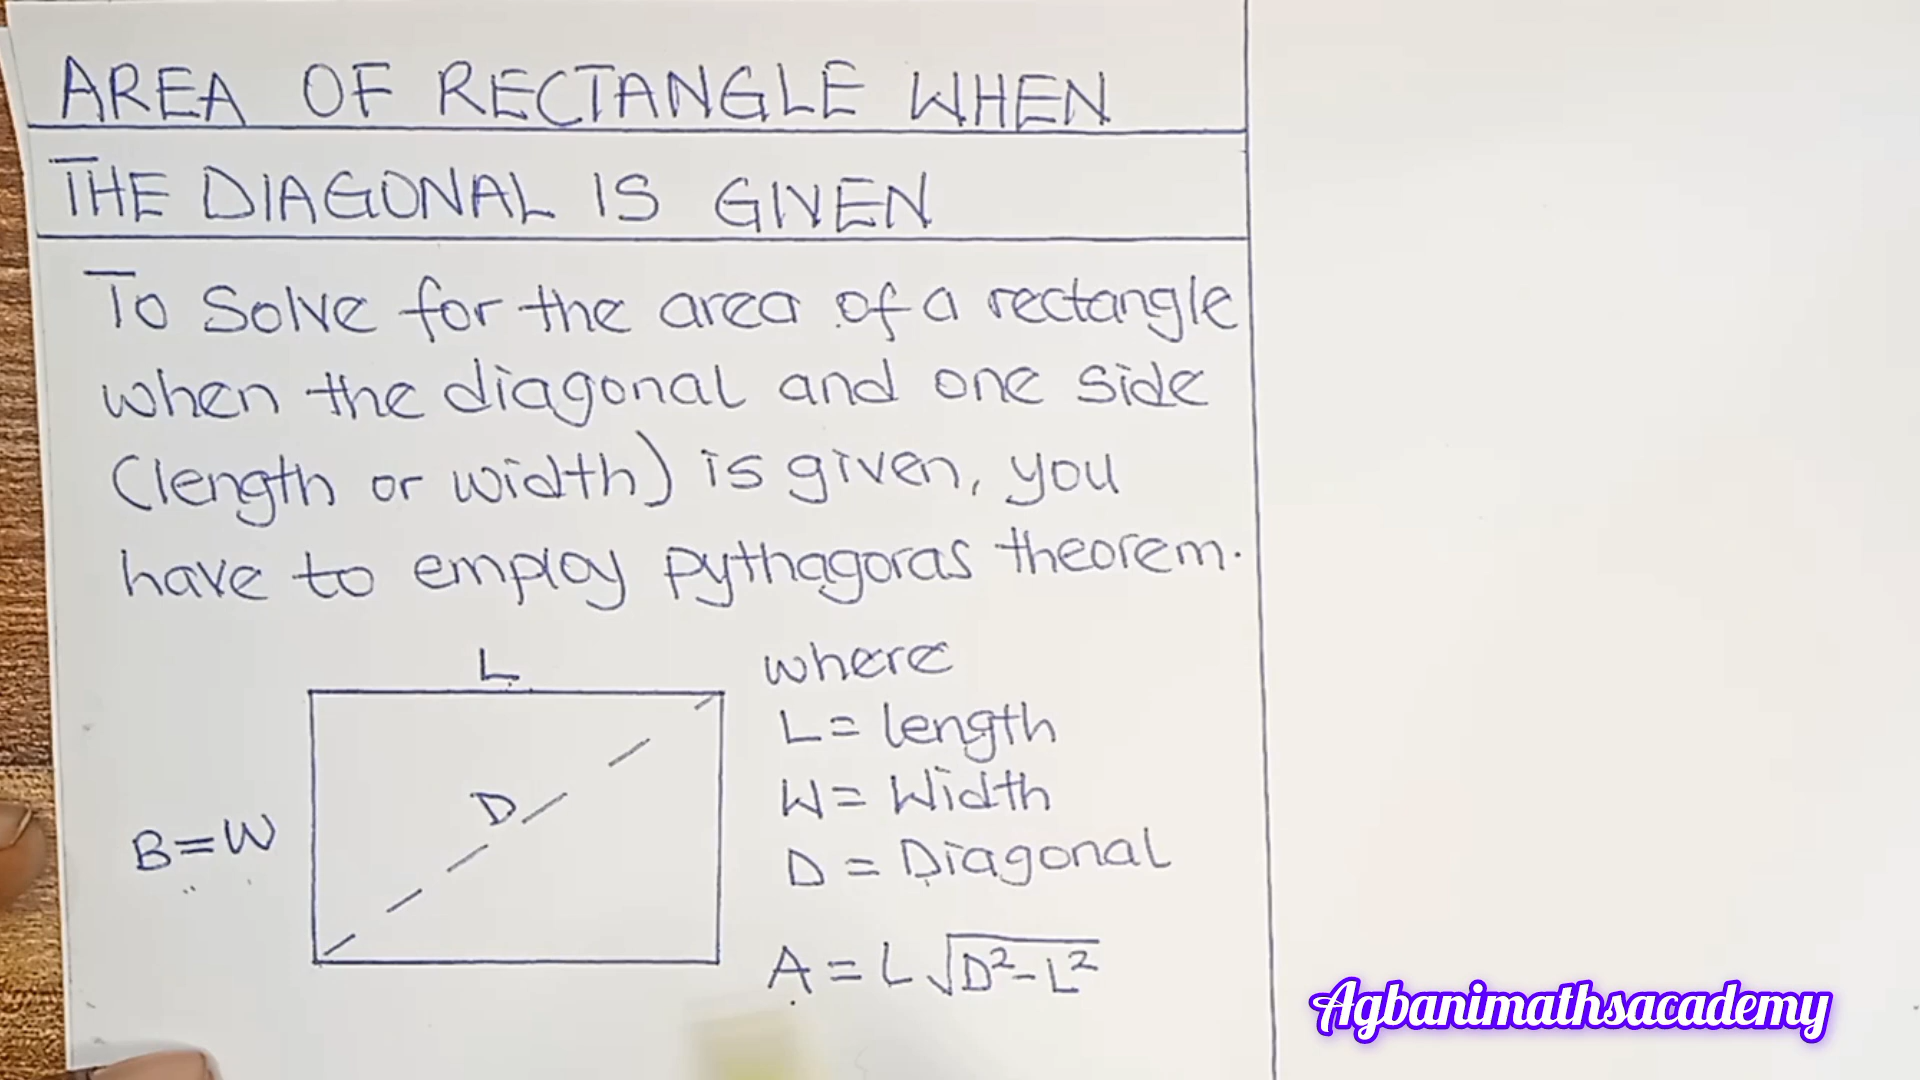 AREA OF RECTANGLE WHEN
THE DIAGONAL IS GIVEN
To Solve for the area of a rectangle
when the diagonal and one side
(length or width) is given, you
have to employ pythagoras theorem.
L
B=W
D
where
L = length
W = Width
D = Diagonal
A = L √D²-L²
Agbanimathsacademy